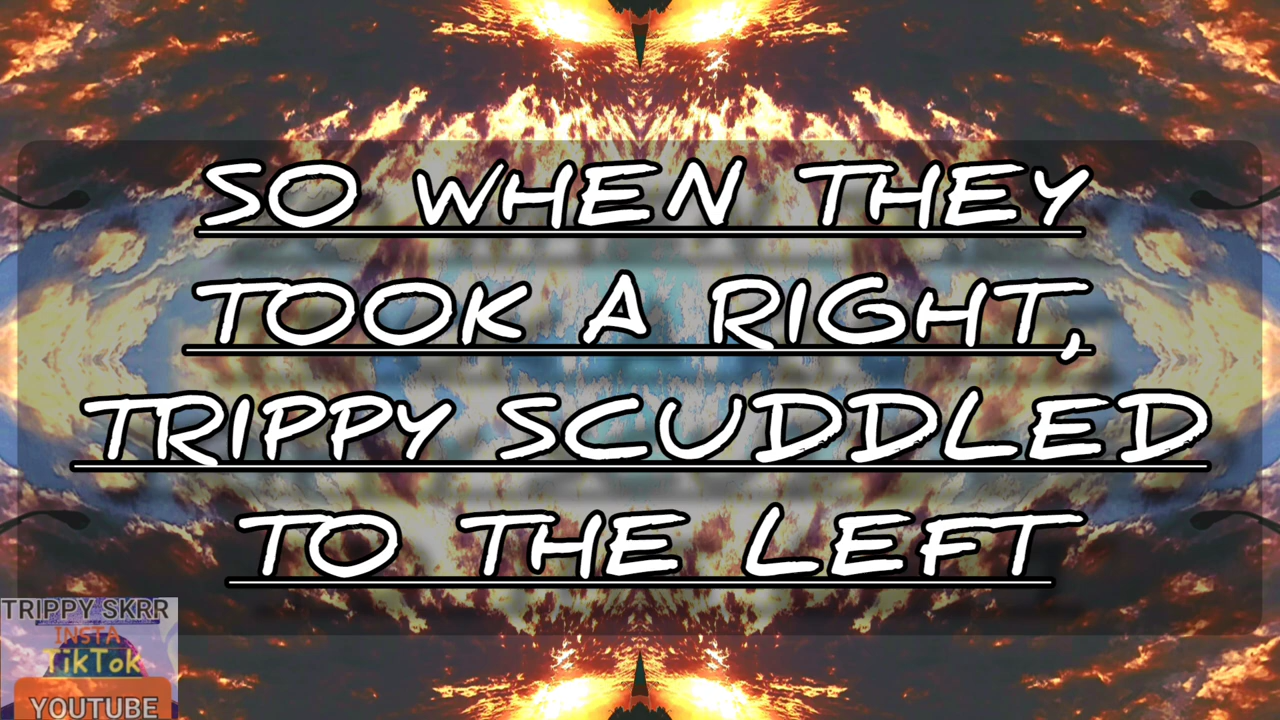 SO WHEN THEY
TOOK A RIGHT,
TRIPPY SCUDDLED
TO THE LEFT
TRIPPY SKRR
INSTA
TikTok
YOUTUBE